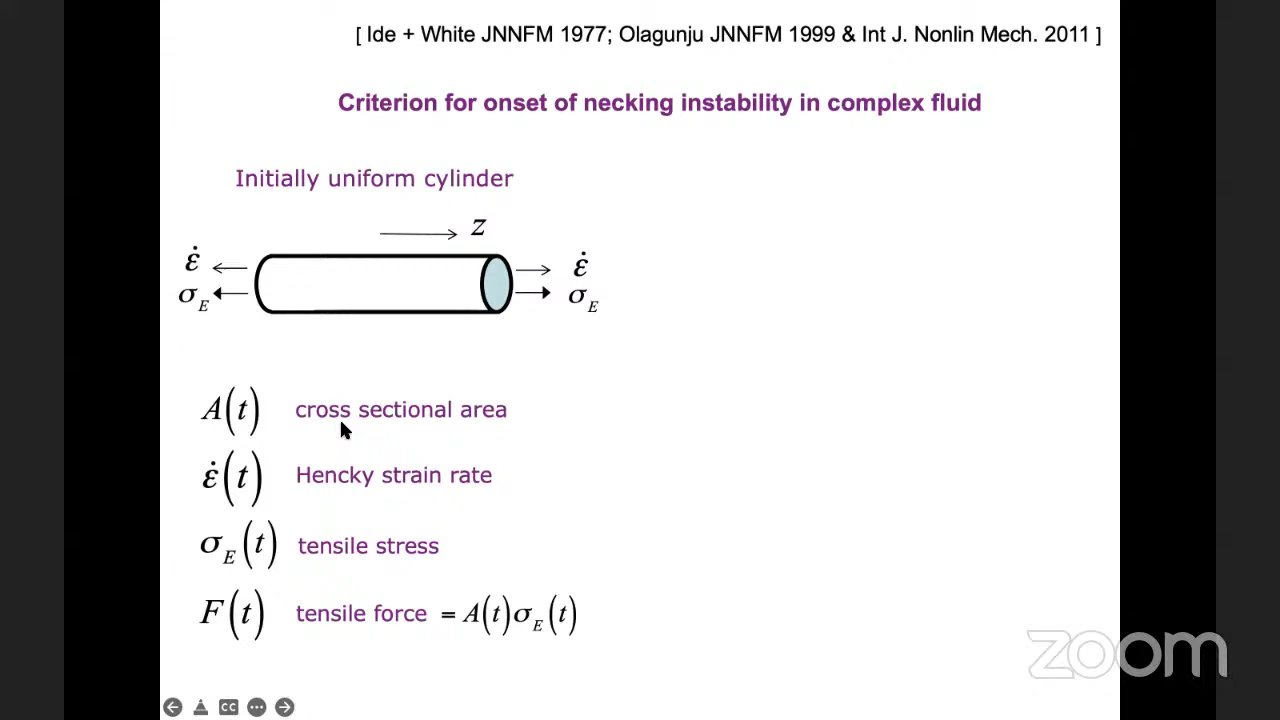 [ Ide + White JNNFM 1977; Olagunju JNNFM 1999 & Int J. Nonlin Mech. 2011 ]
Criterion for onset of necking instability in complex fluid
Initially uniform cylinder
z
ε̇
σ_E
ε̇
σ_E
A(t) cross sectional area
ε̇(t) Hencky strain rate
σ_E(t) tensile stress
F(t) tensile force = A(t)σ_E(t)
zoom
CC